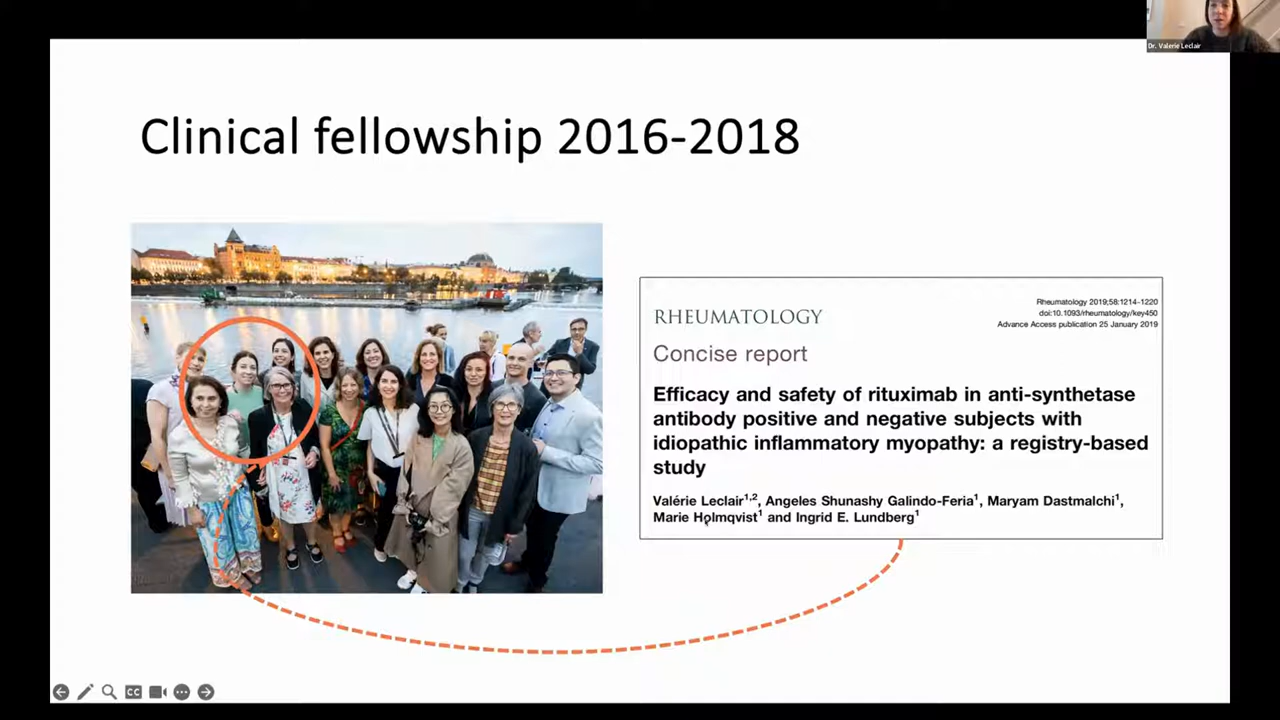 Dr. Valerie Leclair
Clinical fellowship 2016-2018
Rheumatology 2019;58:1214–1220
doi:10.1093/rheumatology/key450
Advance Access publication 25 January 2019
RHEUMATOLOGY
Concise report
Efficacy and safety of rituximab in anti-synthetase
antibody positive and negative subjects with
idiopathic inflammatory myopathy: a registry-based
study
Valérie Leclair1,2, Angeles Shunashy Galindo-Feria1, Maryam Dastmalchi1,
Marie Holmqvist1 and Ingrid E. Lundberg1
CC